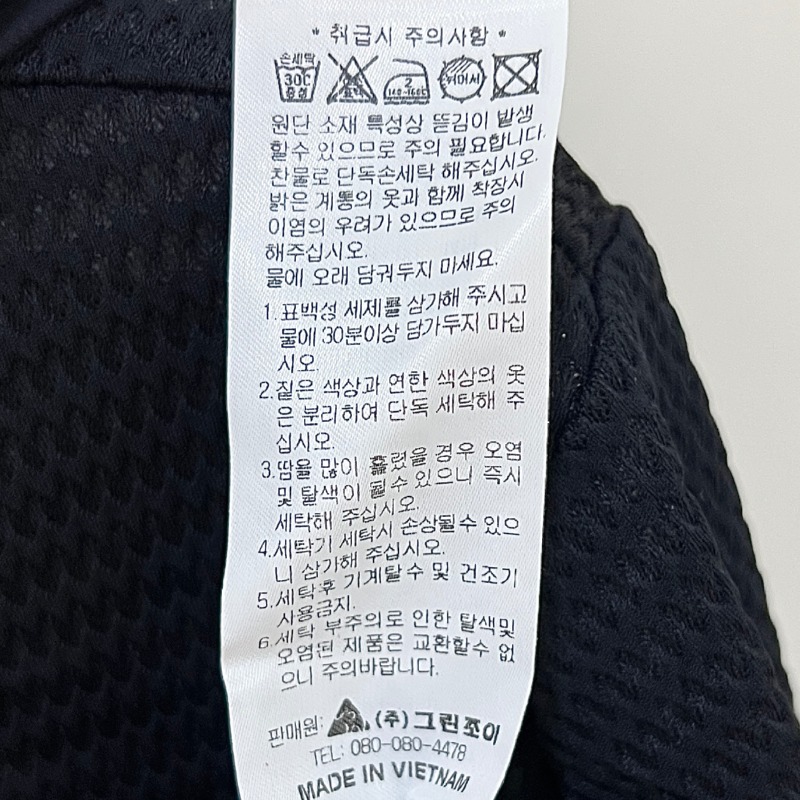 * 취급시 주의사항 *
손세탁
30℃
중성
염소
표백
2
140~160℃
뉘어서
원단 소재 특성상 뜯김이 발생
할수 있으므로 주의 필요합니다.
찬물로 단독손세탁 해주십시오.
밝은 계통의 옷과 함께 착장시
이염의 우려가 있으므로 주의
해주십시오.
물에 오래 담궈두지 마세요.
1.표백성 세제를 삼가해 주시고
물에 30분이상 담가두지 마십
시오.
2.짙은 색상과 연한 색상의 옷
은 분리하여 단독 세탁해 주
십시오.
3.땀을 많이 흘렸을 경우 오염
및 탈색이 될수 있으니 즉시
세탁해 주십시오.
4.세탁기 세탁시 손상될수 있으
니 삼가해 주십시오.
5.세탁후 기계탈수 및 건조기
사용금지.
6.세탁 부주의로 인한 탈색및
오염된 제품은 교환할수 없
으니 주의바랍니다.
판매원: (주)그린조이
TEL: 080-080-4478
MADE IN VIETNAM